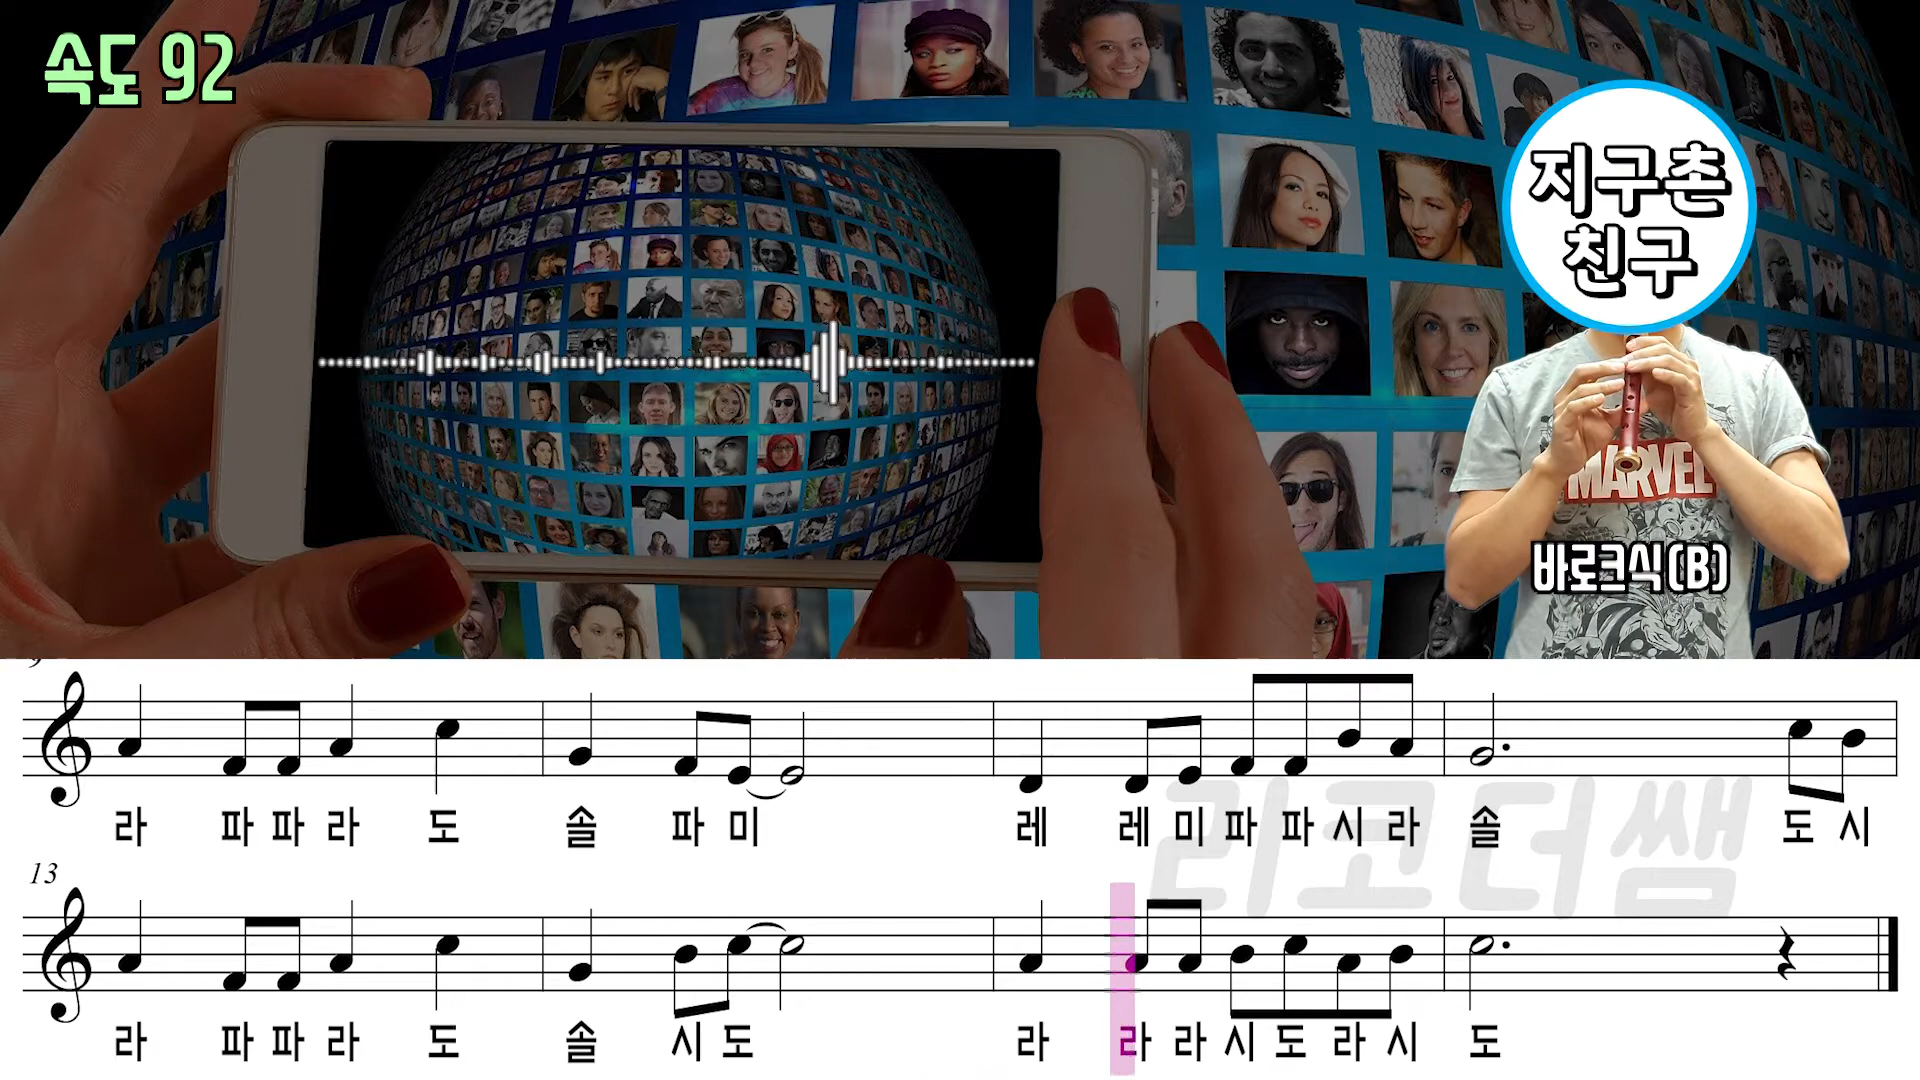 속도 92
지구촌
친구
MARVEL
바로크식(B)
라 파 파 라 도 솔 파 미 레 레 미 파 파 시 라 솔 도 시
리코더쌤
13
라 파 파 라 도 솔 시 도 라 라 라 시 도 라 시 도